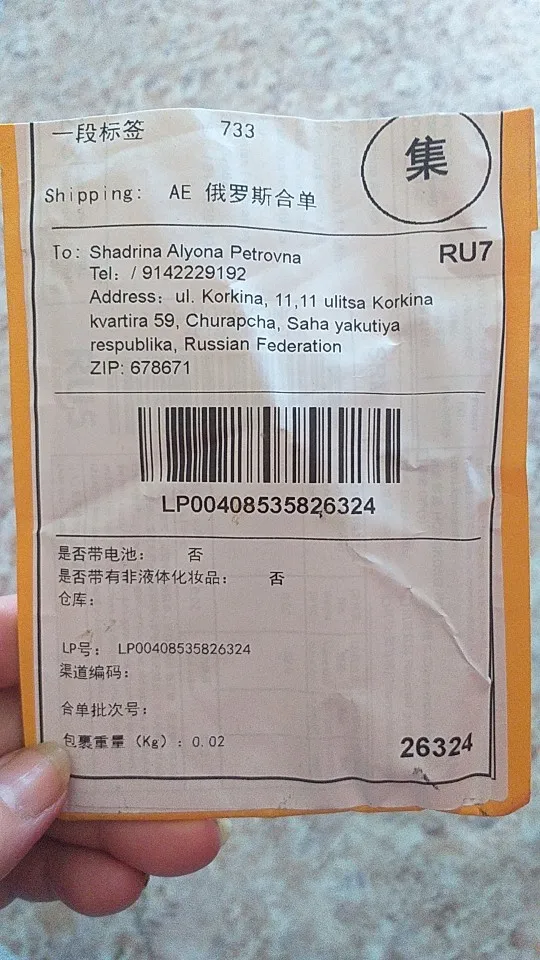 一段标签 733
集
Shipping: AE 俄罗斯合单
To: Shadrina Alyona Petrovna RU7
Tel: / 9142229192
Address: ul. Korkina, 11,11 ulitsa Korkina
kvartira 59, Churapcha, Saha yakutiya
respublika, Russian Federation
ZIP: 678671
LP00408535826324
是否带电池: 否
是否带有非液体化妆品: 否
仓库:
LP号: LP00408535826324
渠道编码:
合单批次号:
包裹重量 (Kg) : 0.02 26324